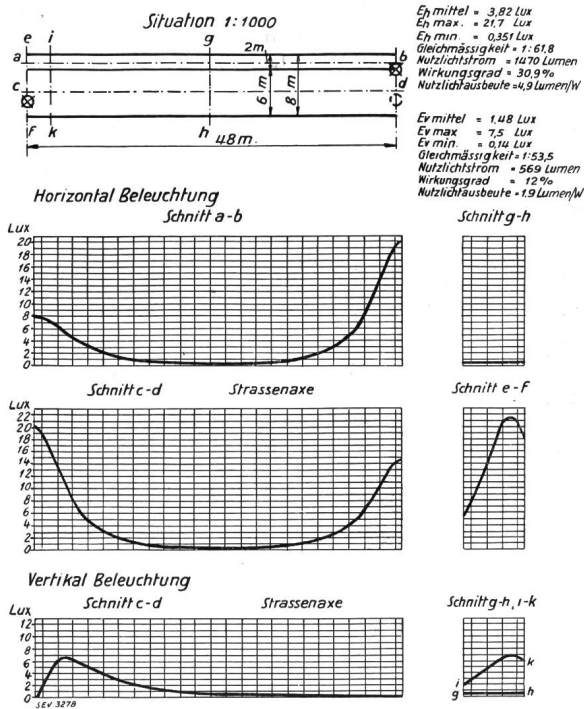 Situation 1:1000
e i g
2m.
a b
c d
6 m
8 m
f k h
48m.
Eh mittel = 3,82 Lux
Eh max. = 21,7 Lux
Eh min. = 0,351 Lux
Gleichmässigkeit = 1:61,8
Nutzlichtstrom = 1470 Lumen
Wirkungsgrad = 30,9%
Nutzlichtausbeute = 4,9 Lumen/W
Ev mittel = 1,48 Lux
Ev max = 7,5 Lux
Ev min. = 0,14 Lux
Gleichmässigkeit = 1:53,5
Nutzlichtstrom = 569 Lumen
Wirkungsgrad = 12%
Nutzlichtausbeute = 1.9 Lumen/W
Horizontal Beleuchtung
Schnitt a-b
Schnitt g-h
Lux
20
18
16
14
12
10
8
6
4
2
0
Schnitt c-d Strassenaxe
Schnitt e-f
Lux
22
20
18
16
14
12
10
8
6
4
2
0
Vertikal Beleuchtung
Schnitt c-d Strassenaxe
Schnitt g-h, i-k
Lux
12
10
8
6
4
2
0
i k
g h
SEV 3278